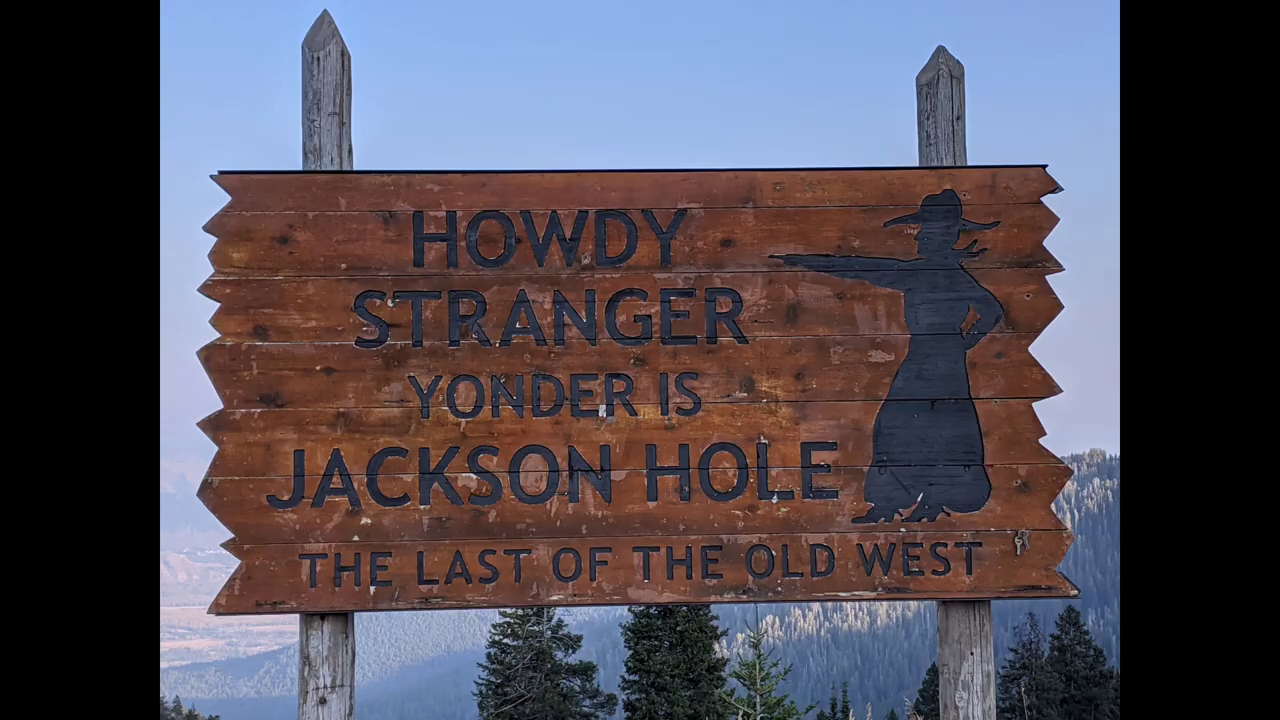 HOWDY
STRANGER
YONDER IS
JACKSON HOLE
THE LAST OF THE OLD WEST